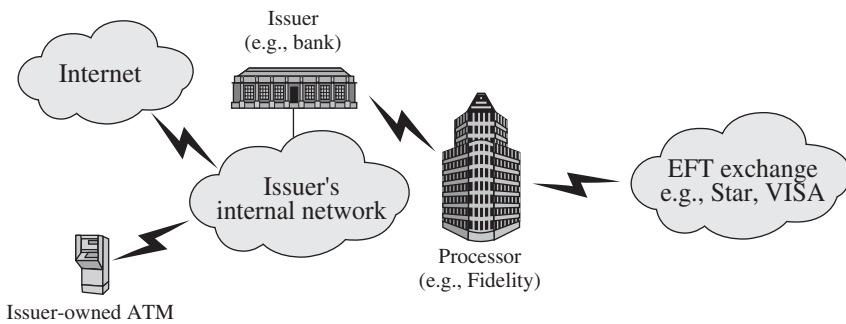 Issuer
(e.g., bank)
Internet
Issuer's
internal network
EFT exchange
e.g., Star, VISA
Processor
(e.g., Fidelity)
Issuer-owned ATM